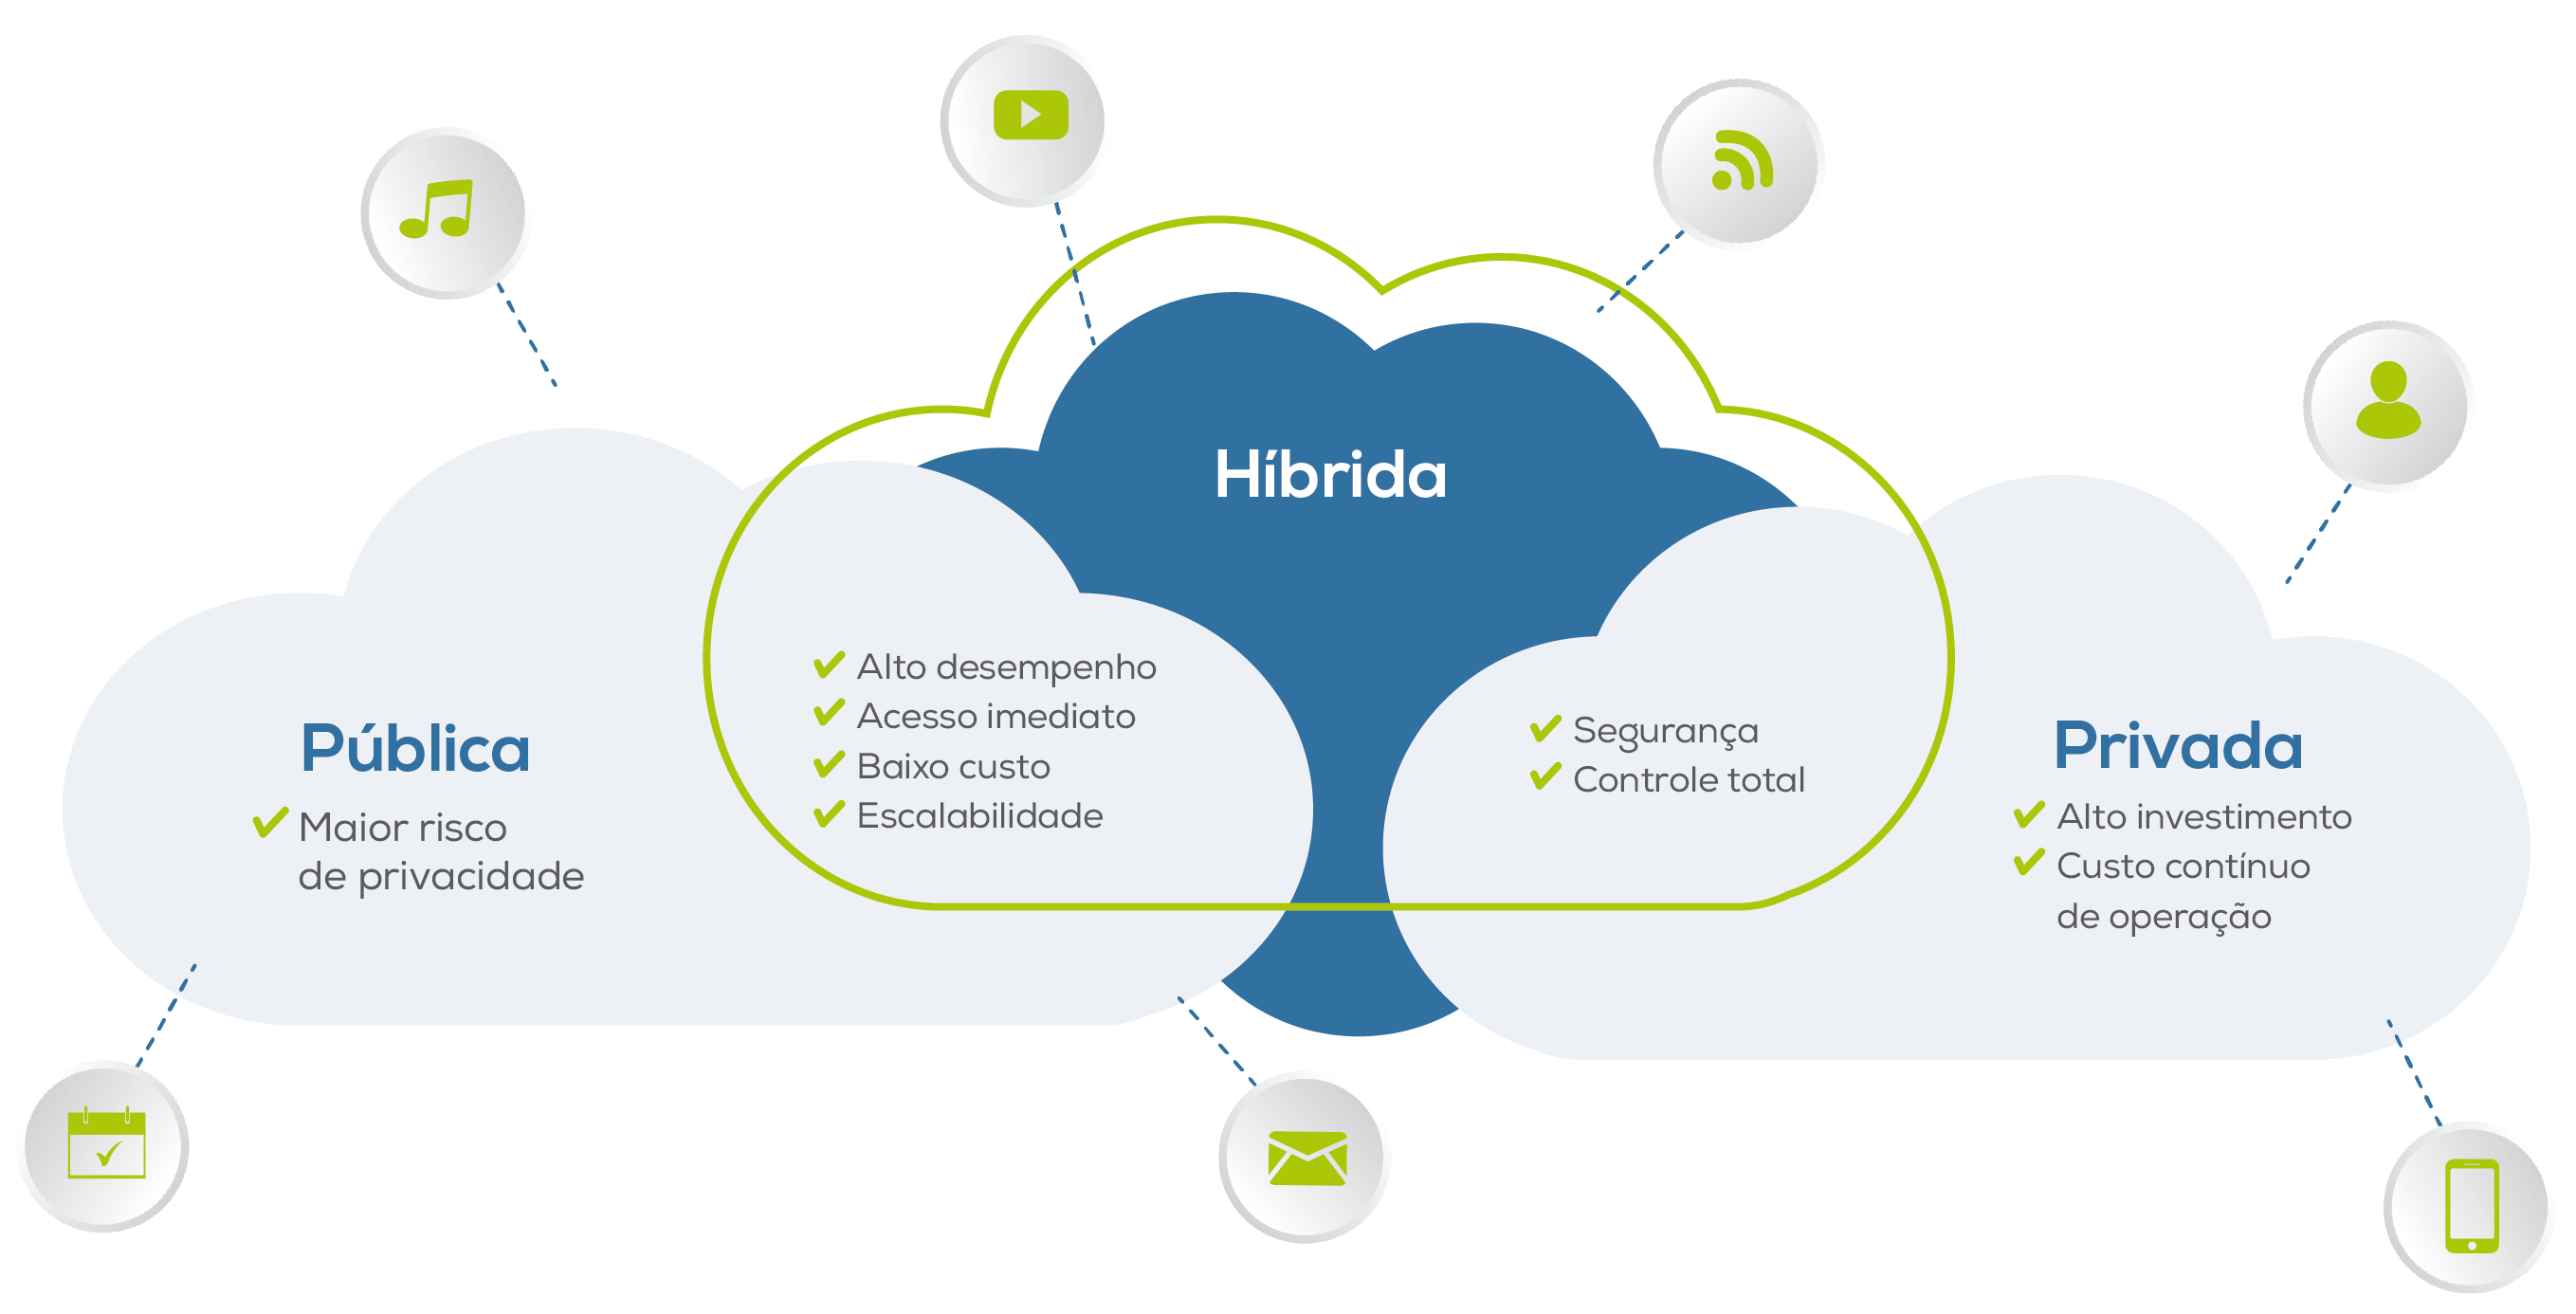 Híbrida
Pública
Maior risco
de privacidade
Alto desempenho
Acesso imediato
Baixo custo
Escalabilidade
Segurança
Controle total
Privada
Alto investimento
Custo contínuo
de operação